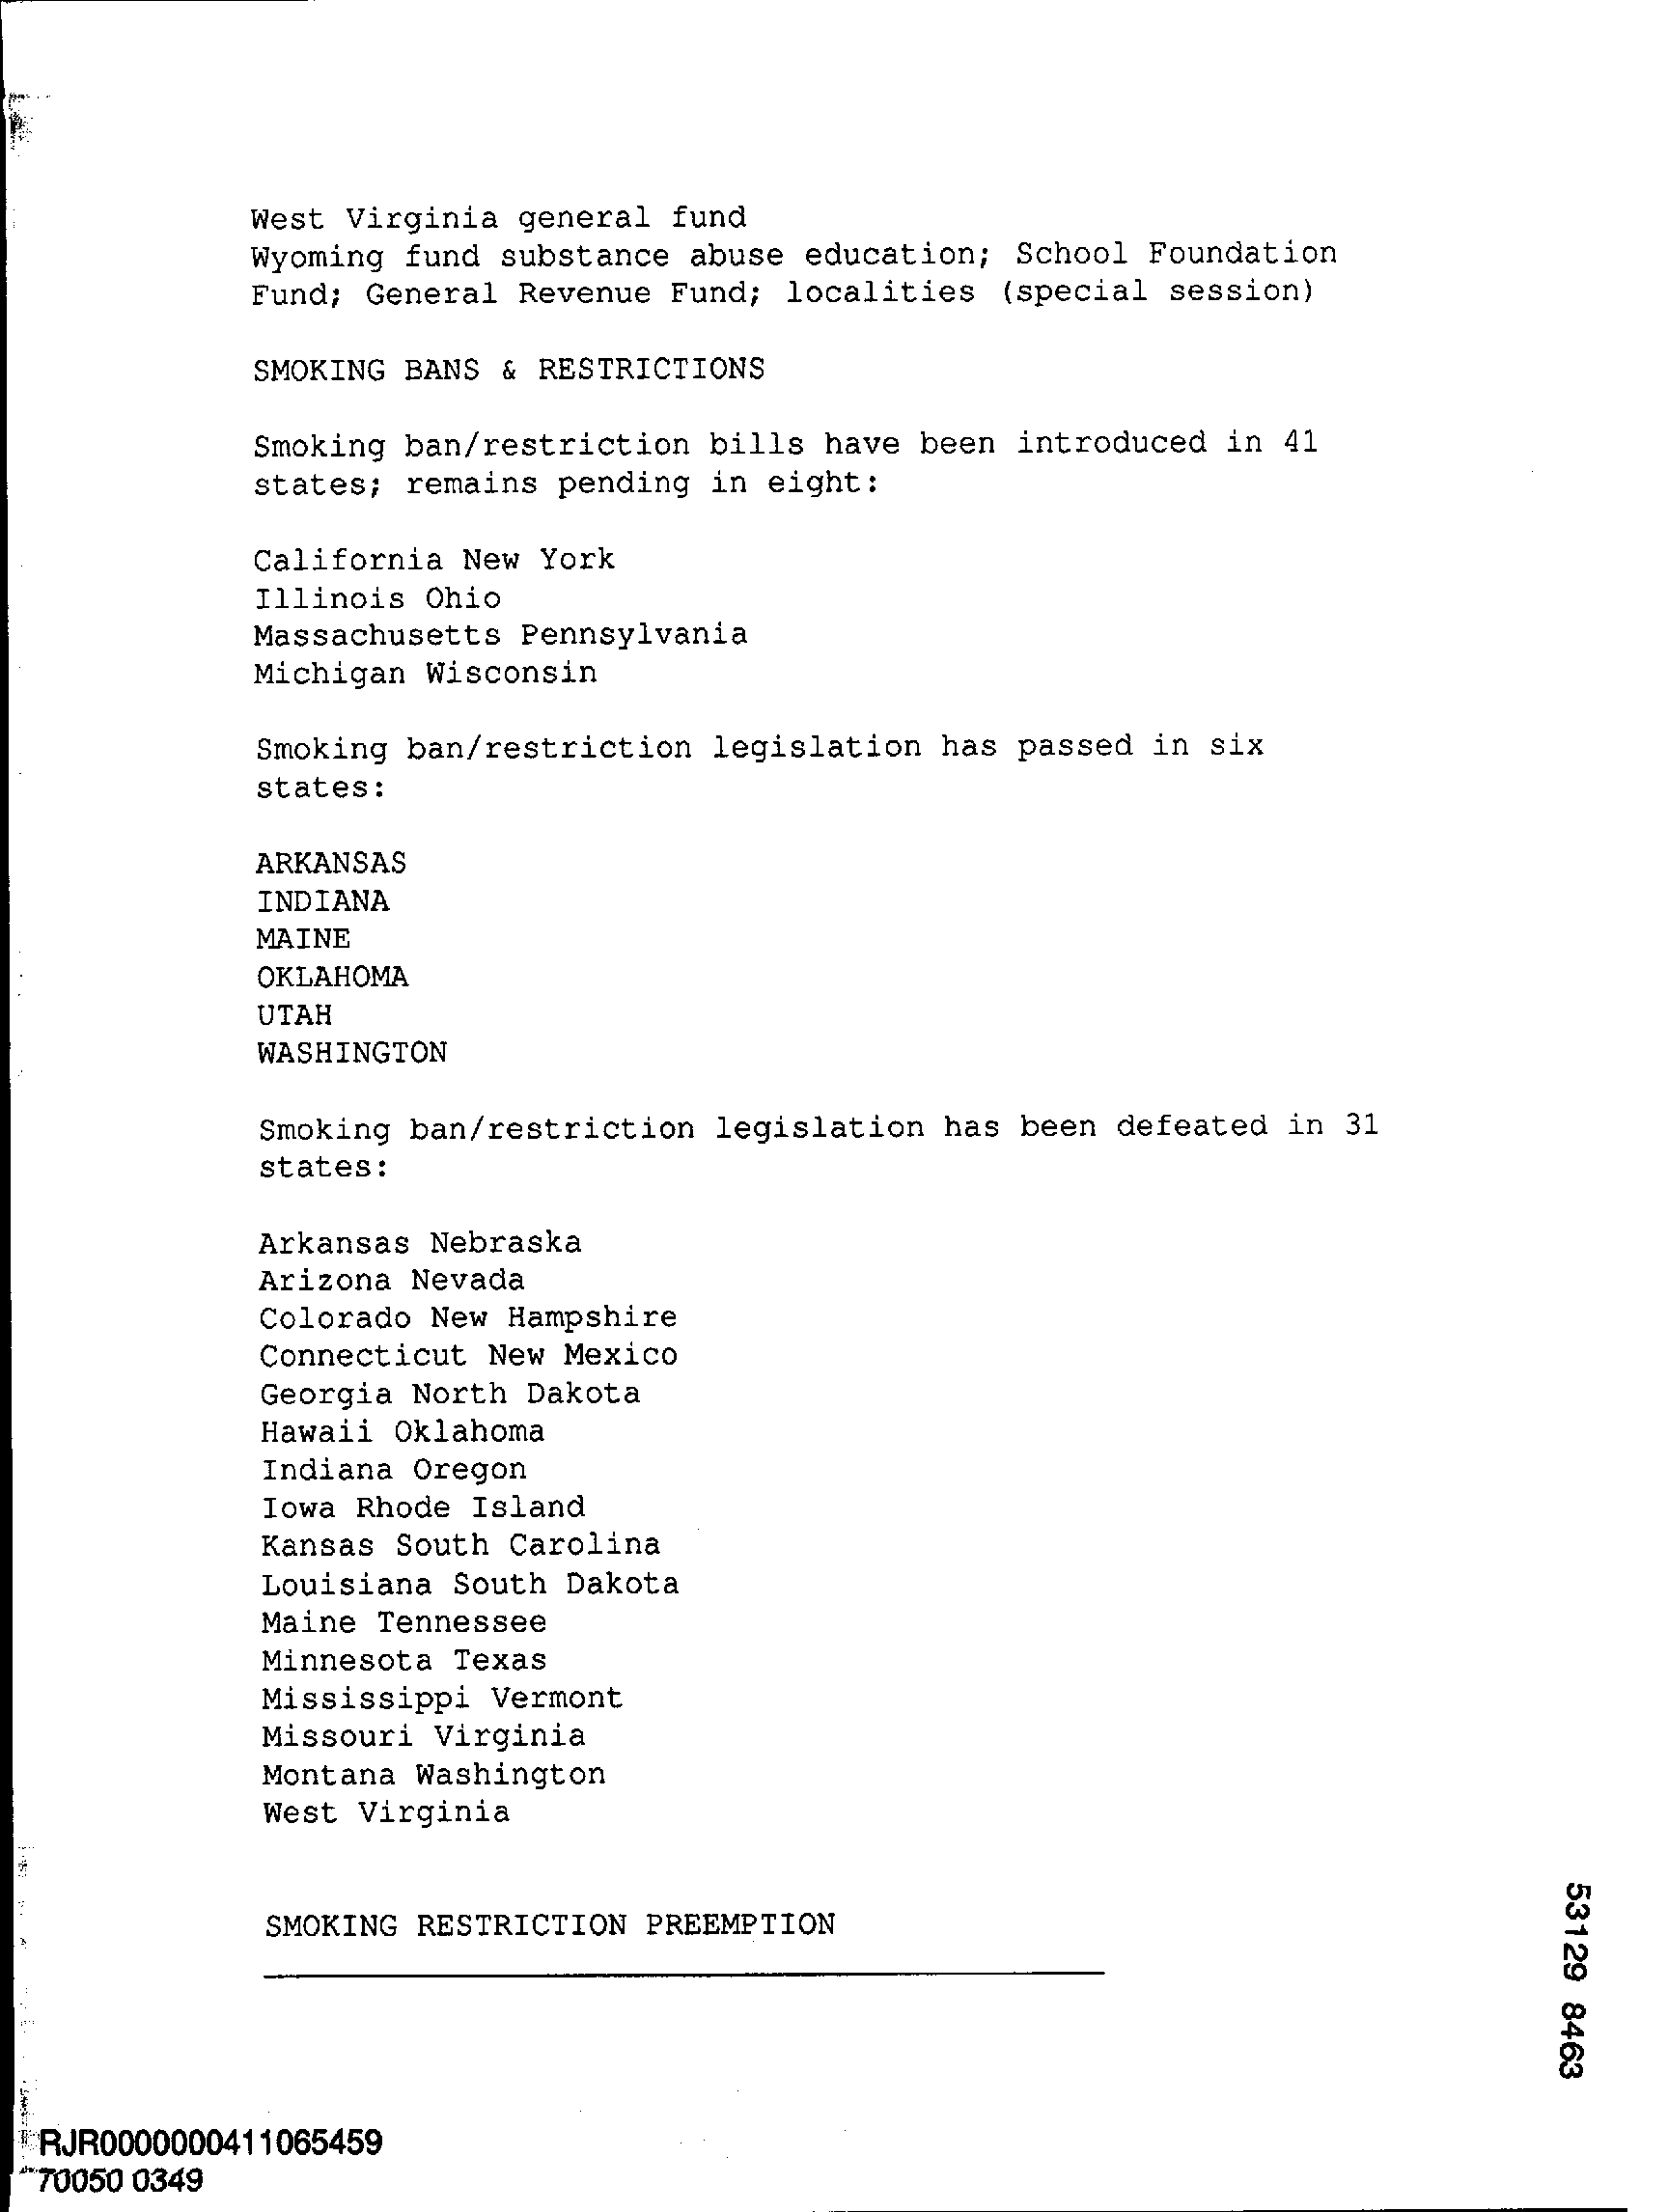 West Virginia general fund
Wyoming fund substance abuse education; School Foundation
Fund; General Revenue Fund; localities (special session)
SMOKING BANS & RESTRICTIONS
Smoking ban/restriction bills have been introduced in 41
states; remains pending in eight:
California New York
Illinois Ohio
Massachusetts Pennsylvania
Michigan Wisconsin
Smoking ban/restriction legislation has passed in six
states:
ARKANSAS
INDIANA
MAINE
OKLAHOMA
UTAH
WASHINGTON
Smoking ban/restriction legislation has been defeated in 31
states:
Arkansas Nebraska
Arizona Nevada
Colorado New Hampshire
Connecticut New Mexico
Georgia North Dakota
Hawaii Oklahoma
Indiana Oregon
Iowa Rhode Island
Kansas South Carolina
Louisiana South Dakota
Maine Tennessee
Minnesota Texas
Mississippi Vermont
Missouri Virginia
Montana Washington
West Virginia
SMOKING RESTRICTION PREEMPTION
53129 8463
RJR0000000411065459
70050 0349